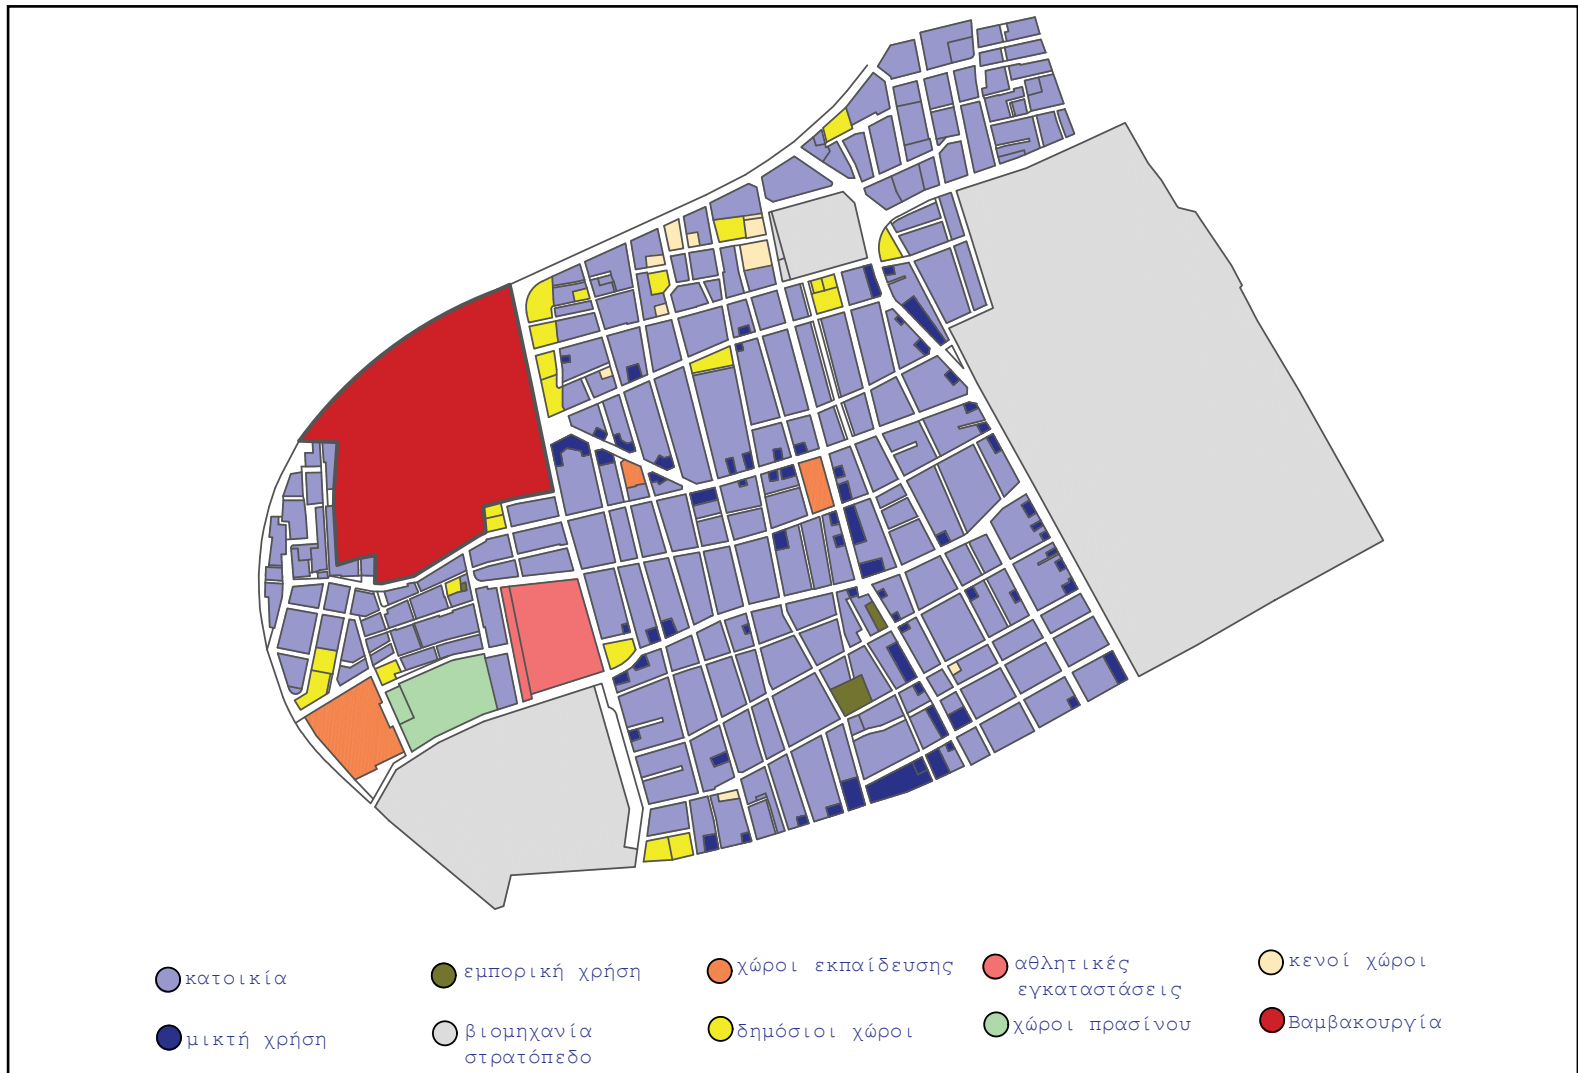 κατοικία
εμπορική χρήση
χώροι εκπαίδευσης
αθλητικές
εγκαταστάσεις
κενοί χώροι
μικτή χρήση
βιομηχανία
στρατόπεδο
δημόσιοι χώροι
χώροι πρασίνου
Βαμβακουργία